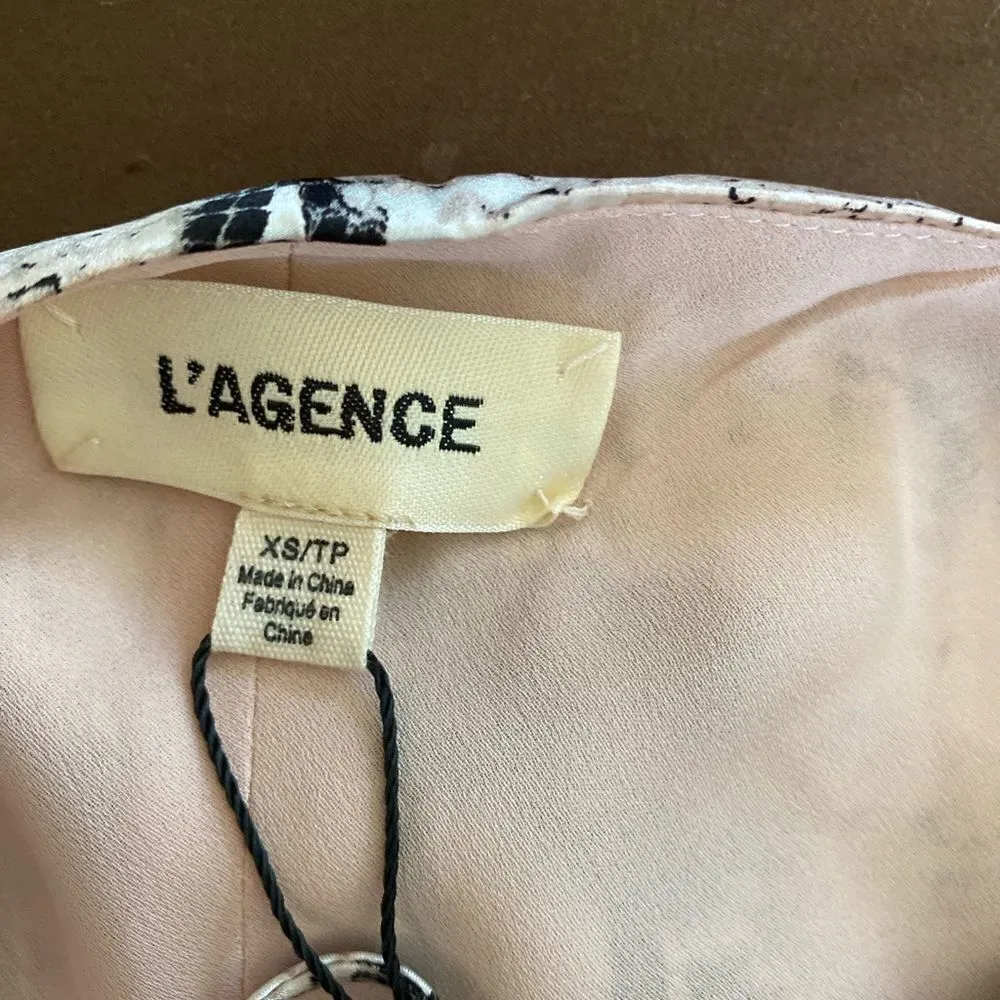 L'AGENCE
XS/TP
Made in China
Fabriqué en
Chine